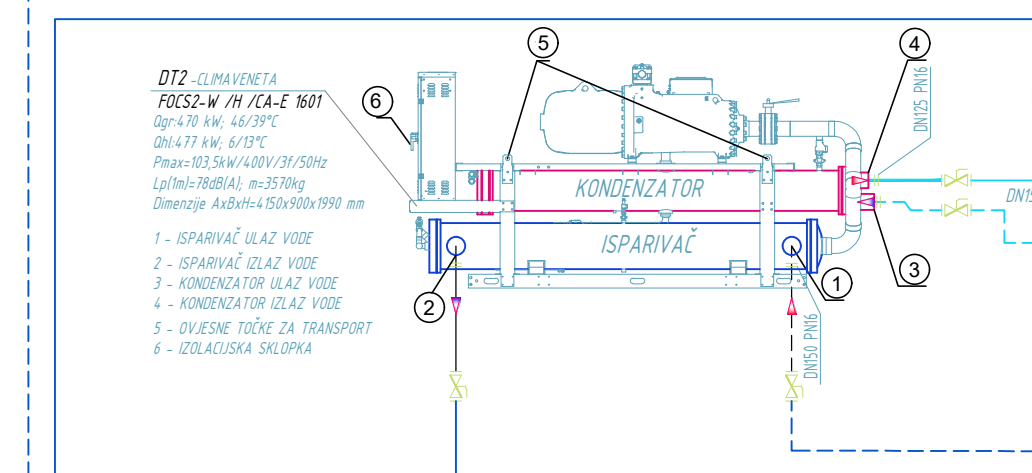 DT2 -CLIMAVENETA
FOCS2-W /H /CA-E 1601
Qgr:470 kW; 46/39°C
Qhl:477 kW; 6/13°C
Pmax=103,5kW/400V/3f/50Hz
Lp(1m)=78dB(A); m=3570kg
Dimenzije AxBxH=4150x900x1990 mm
1 - ISPARIVAČ ULAZ VODE
2 - ISPARIVAČ IZLAZ VODE
3 - KONDENZATOR ULAZ VODE
4 - KONDENZATOR IZLAZ VODE
5 - OVJESNE TOČKE ZA TRANSPORT
6 - IZOLACIJSKA SKLOPKA
6
5
4
KONDENZATOR
ISPARIVAČ
2
1
3
DN125 PN16
DN150 PN16